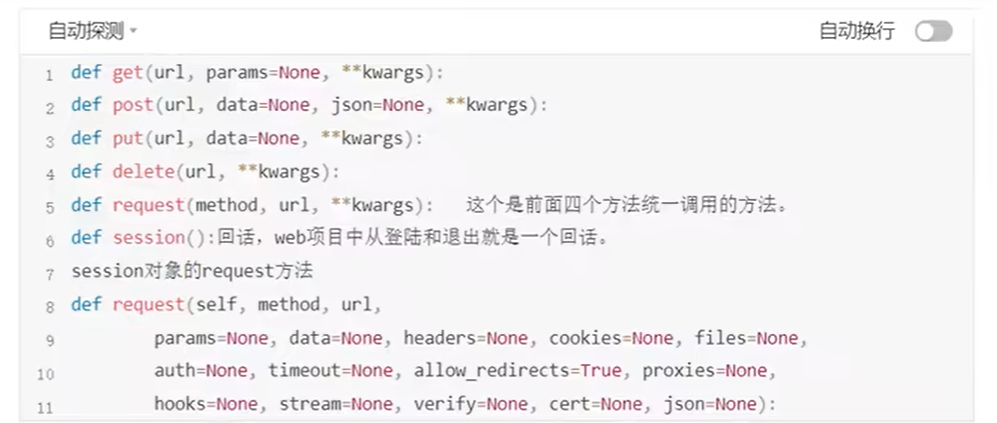 自动探测
自动换行
1 def get(url, params=None, **kwargs):
2 def post(url, data=None, json=None, **kwargs):
3 def put(url, data=None, **kwargs):
4 def delete(url, **kwargs):
5 def request(method, url, **kwargs): 这个是前面四个方法统一调用的方法。
6 def session():回话，web项目中从登陆和退出就是一个回话。
7 session对象的request方法
8 def request(self, method, url,
9 params=None, data=None, headers=None, cookies=None, files=None,
10 auth=None, timeout=None, allow_redirects=True, proxies=None,
11 hooks=None, stream=None, verify=None, cert=None, json=None):